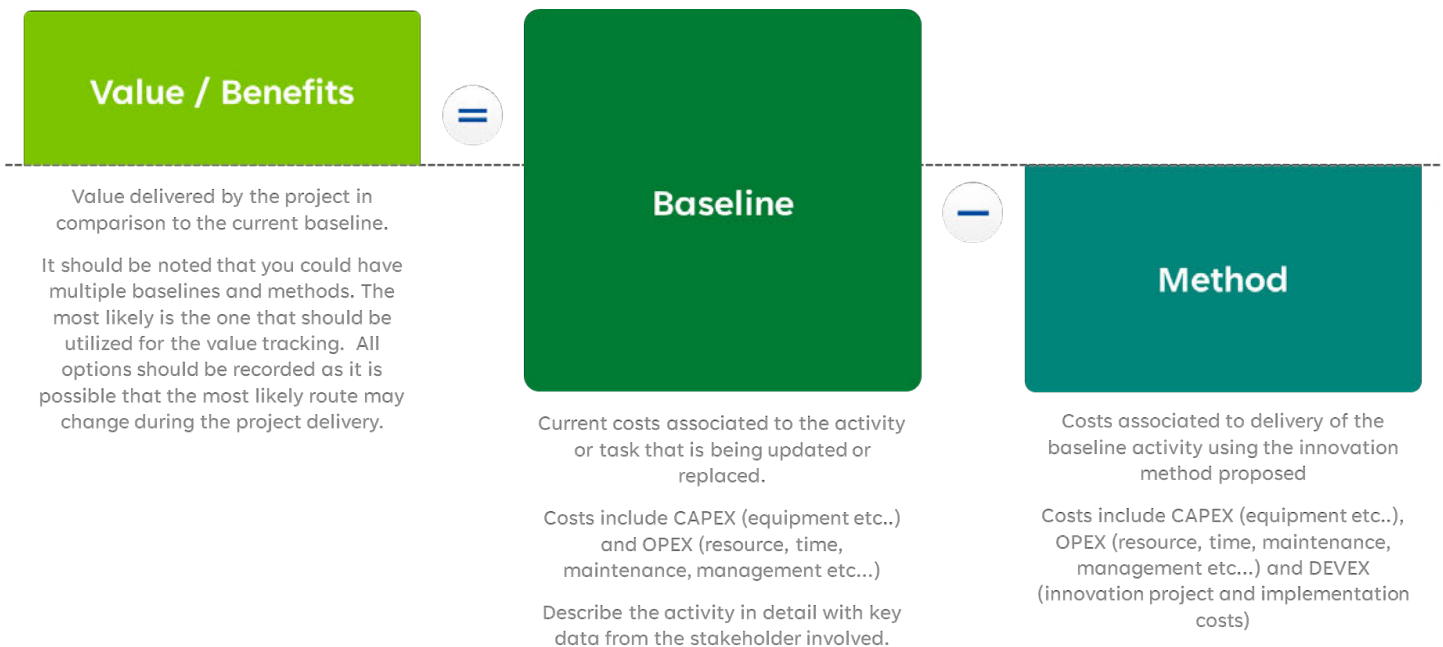 Value / Benefits
=
Baseline
—
Method
Value delivered by the project in
comparison to the current baseline.
It should be noted that you could have
multiple baselines and methods. The
most likely is the one that should be
utilized for the value tracking.  All
options should be recorded as it is
possible that the most likely route may
change during the project delivery.
Current costs associated to the activity
or task that is being updated or
replaced.
Costs include CAPEX (equipment etc..)
and OPEX (resource, time,
maintenance, management etc...)
Describe the activity in detail with key
data from the stakeholder involved.
Costs associated to delivery of the
baseline activity using the innovation
method proposed
Costs include CAPEX (equipment etc..),
OPEX (resource, time, maintenance,
management etc...) and DEVEX
(innovation project and implementation
costs)